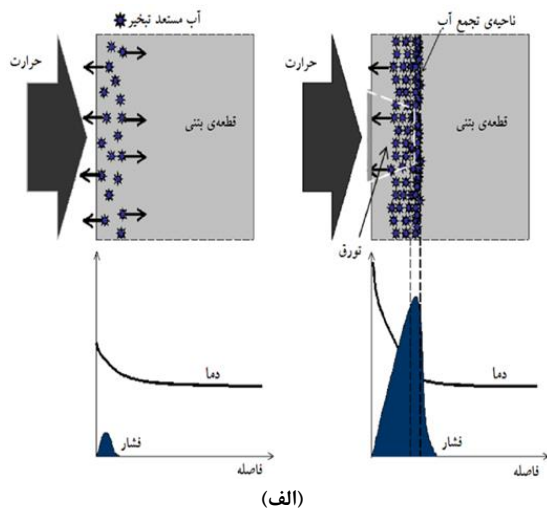 آب مستعد تبخیر
ناحیه‌ی تجمع آب
حرارت
قطعه‌ی بتنی
حرارت
قطعه‌ی بتنی
تورق
دما
فشار
فاصله
دما
فشار
فاصله
(الف)